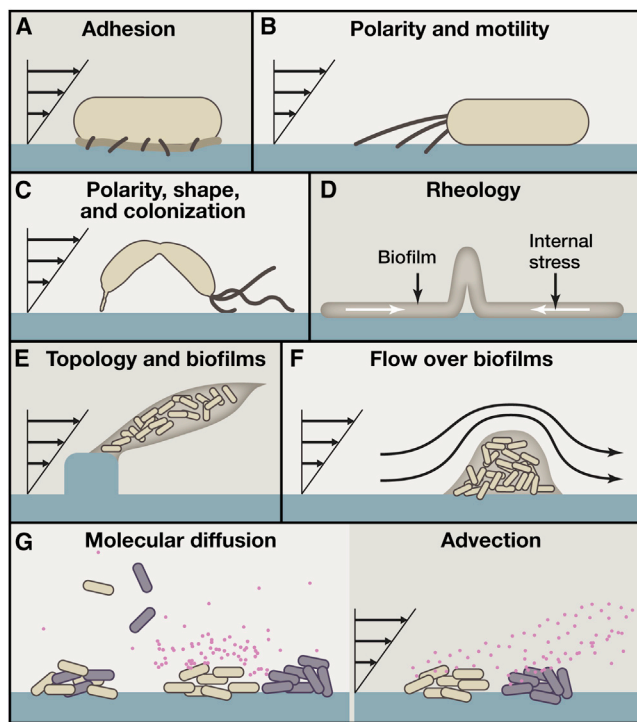 A
Adhesion
B
Polarity and motility
C
Polarity, shape,
and colonization
D
Rheology
Biofilm
Internal
stress
E
Topology and biofilms
F
Flow over biofilms
G
Molecular diffusion
Advection